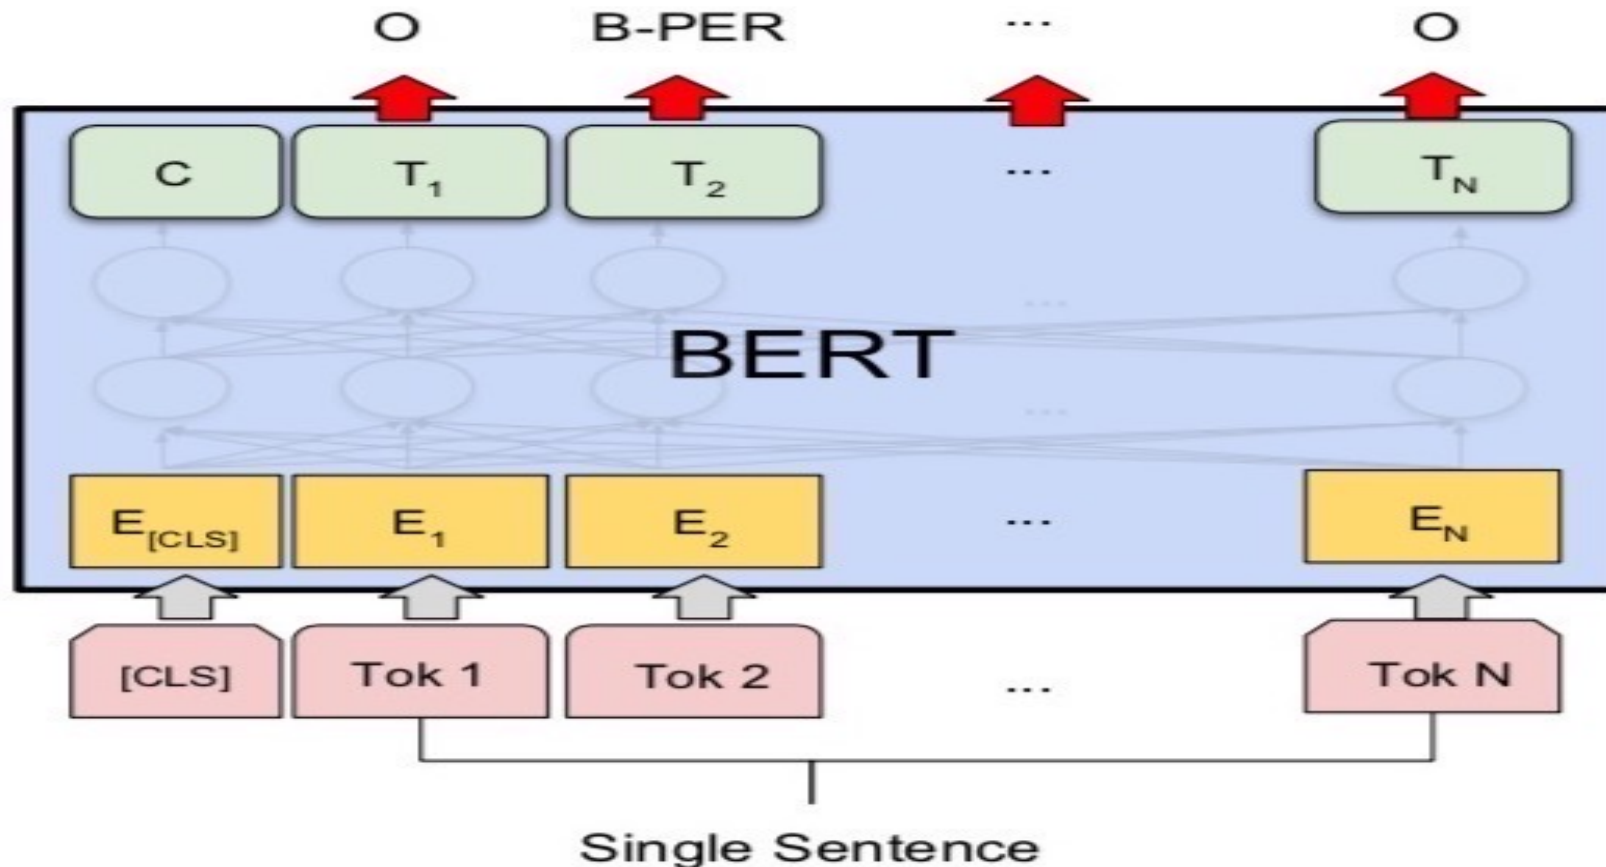 O B-PER ... O
C T1 T2 ... TN
...
BERT
...
E[CLS] E1 E2 ... EN
[CLS] Tok 1 Tok 2 ... Tok N
Single Sentence